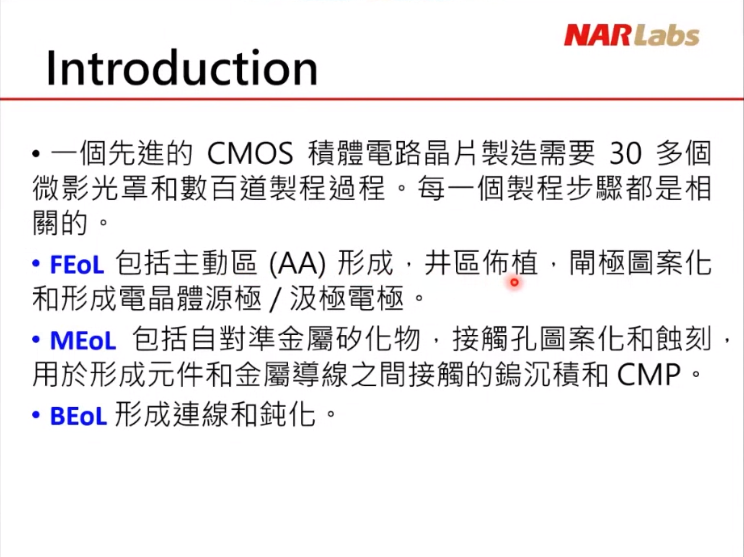 NARLabs
Introduction
• 一個先進的 CMOS 積體電路晶片製造需要 30 多個
微影光罩和數百道製程過程。每一個製程步驟都是相
關的。
• FEoL 包括主動區 (AA) 形成，井區佈植，閘極圖案化
和形成電晶體源極 / 汲極電極。
• MEoL 包括自對準金屬矽化物，接觸孔圖案化和蝕刻，
用於形成元件和金屬導線之間接觸的鎢沉積和 CMP。
• BEoL 形成連線和鈍化。